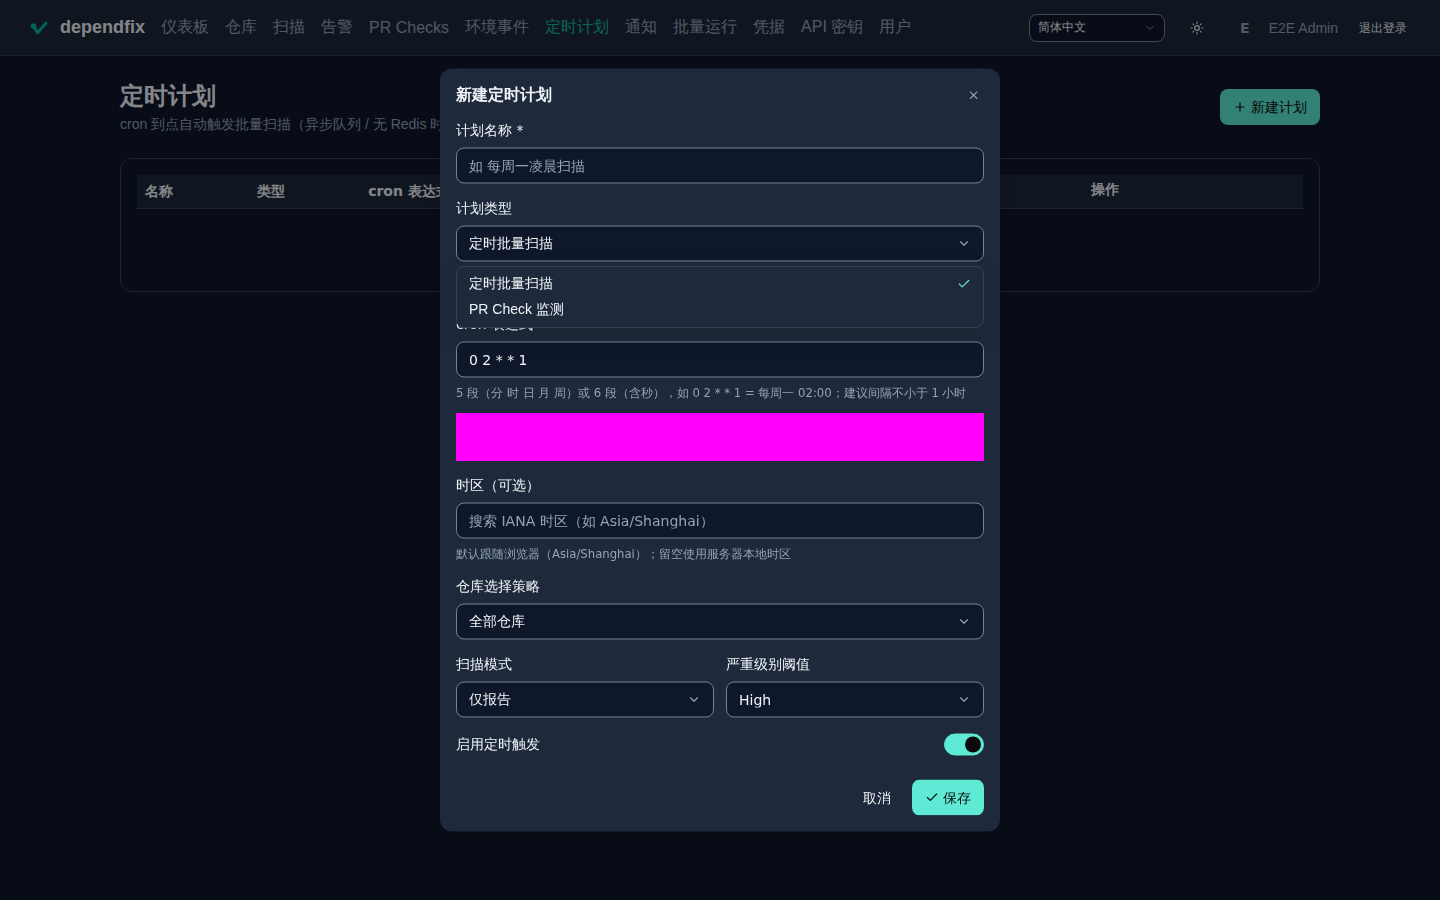 dependfix 仪表板 仓库 扫描 告警 PR Checks 环境事件 定时计划 通知 批量运行 凭据 API 密钥 用户 简体中文 E E2E Admin 退出登录
定时计划
cron 到点自动触发批量扫描（异步队列 / 无 Redis 时
+ 新建计划
名称 类型 cron 表达式 操作
新建定时计划
计划名称 *
如 每周一凌晨扫描
计划类型
定时批量扫描
定时批量扫描
PR Check 监测
cron 表达式
0 2 * * 1
5 段（分 时 日 月 周）或 6 段（含秒），如 0 2 * * 1 = 每周一 02:00；建议间隔不小于 1 小时
时区（可选）
搜索 IANA 时区（如 Asia/Shanghai）
默认跟随浏览器（Asia/Shanghai）；留空使用服务器本地时区
仓库选择策略
全部仓库
扫描模式 严重级别阈值
仅报告 High
启用定时触发
取消 保存